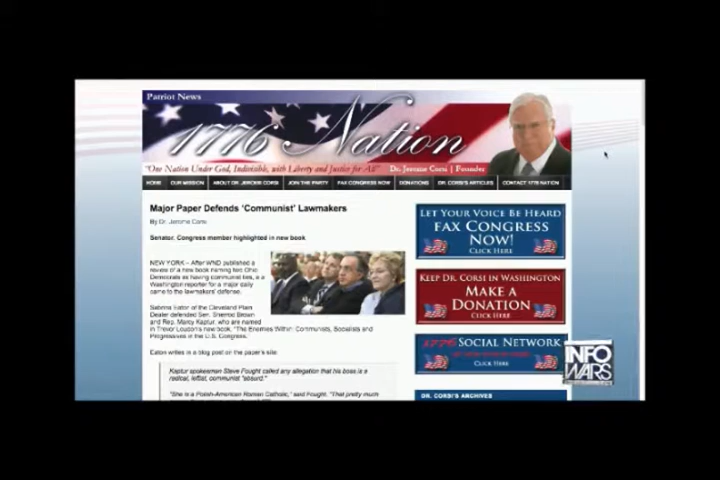 Patriot News
1776 Nation
"One Nation Under God, Indivisible, with Liberty and Justice for All"
Dr. Jerome Corsi | Founder
HOME OUR MISSION ABOUT DR. JEROME CORSI JOIN THE PARTY FAX CONGRESS NOW DONATIONS DR. CORSI'S ARTICLES CONTACT 1776 NATION
Major Paper Defends 'Communist' Lawmakers
By Dr. Jerome Corsi
Senator, Congress member highlighted in new book
NEW YORK – After WND published a
review of a new book naming two Ohio
Democrats as having communist ties, a
Washington reporter for a major daily
came to the lawmakers' defense.
Sabrina Eaton of the Cleveland Plain
Dealer defended Sen. Sherrod Brown
and Rep. Marcy Kaptur, who are named
in Trevor Loudon's new book, "The Enemies Within: Communists, Socialists and
Progressives in the U.S. Congress.
Eaton writes in a blog post on the paper's site:
Kaptur spokesman Steve Fought called any allegation that his boss is a
radical, leftist, communist "absurd."
"She is a Polish-American Roman Catholic," said Fought. "That pretty much
LET YOUR VOICE BE HEARD
FAX CONGRESS
NOW!
CLICK HERE
KEEP DR. CORSI IN WASHINGTON
MAKE A
DONATION
CLICK HERE
1776 SOCIAL NETWORK
CLICK HERE
DR. CORSI'S ARCHIVES
INFO
WARS